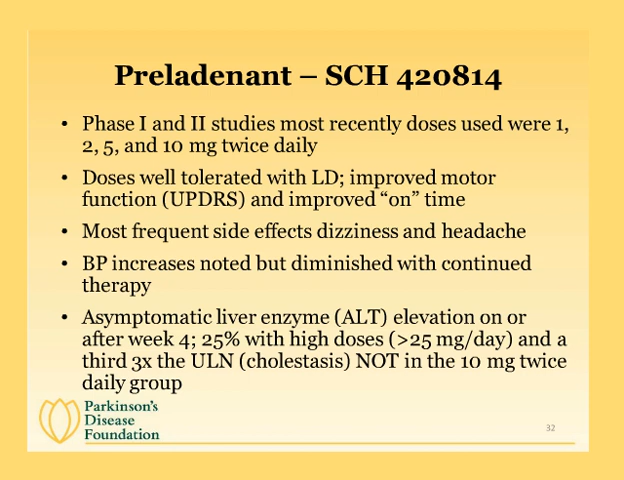 Preladenant – SCH 420814
• Phase I and II studies most recently doses used were 1,
2, 5, and 10 mg twice daily
• Doses well tolerated with LD; improved motor
function (UPDRS) and improved “on” time
• Most frequent side effects dizziness and headache
• BP increases noted but diminished with continued
therapy
• Asymptomatic liver enzyme (ALT) elevation on or
after week 4; 25% with high doses (>25 mg/day) and a
third 3x the ULN (cholestasis) NOT in the 10 mg twice
daily group
Parkinson's
Disease
Foundation
32